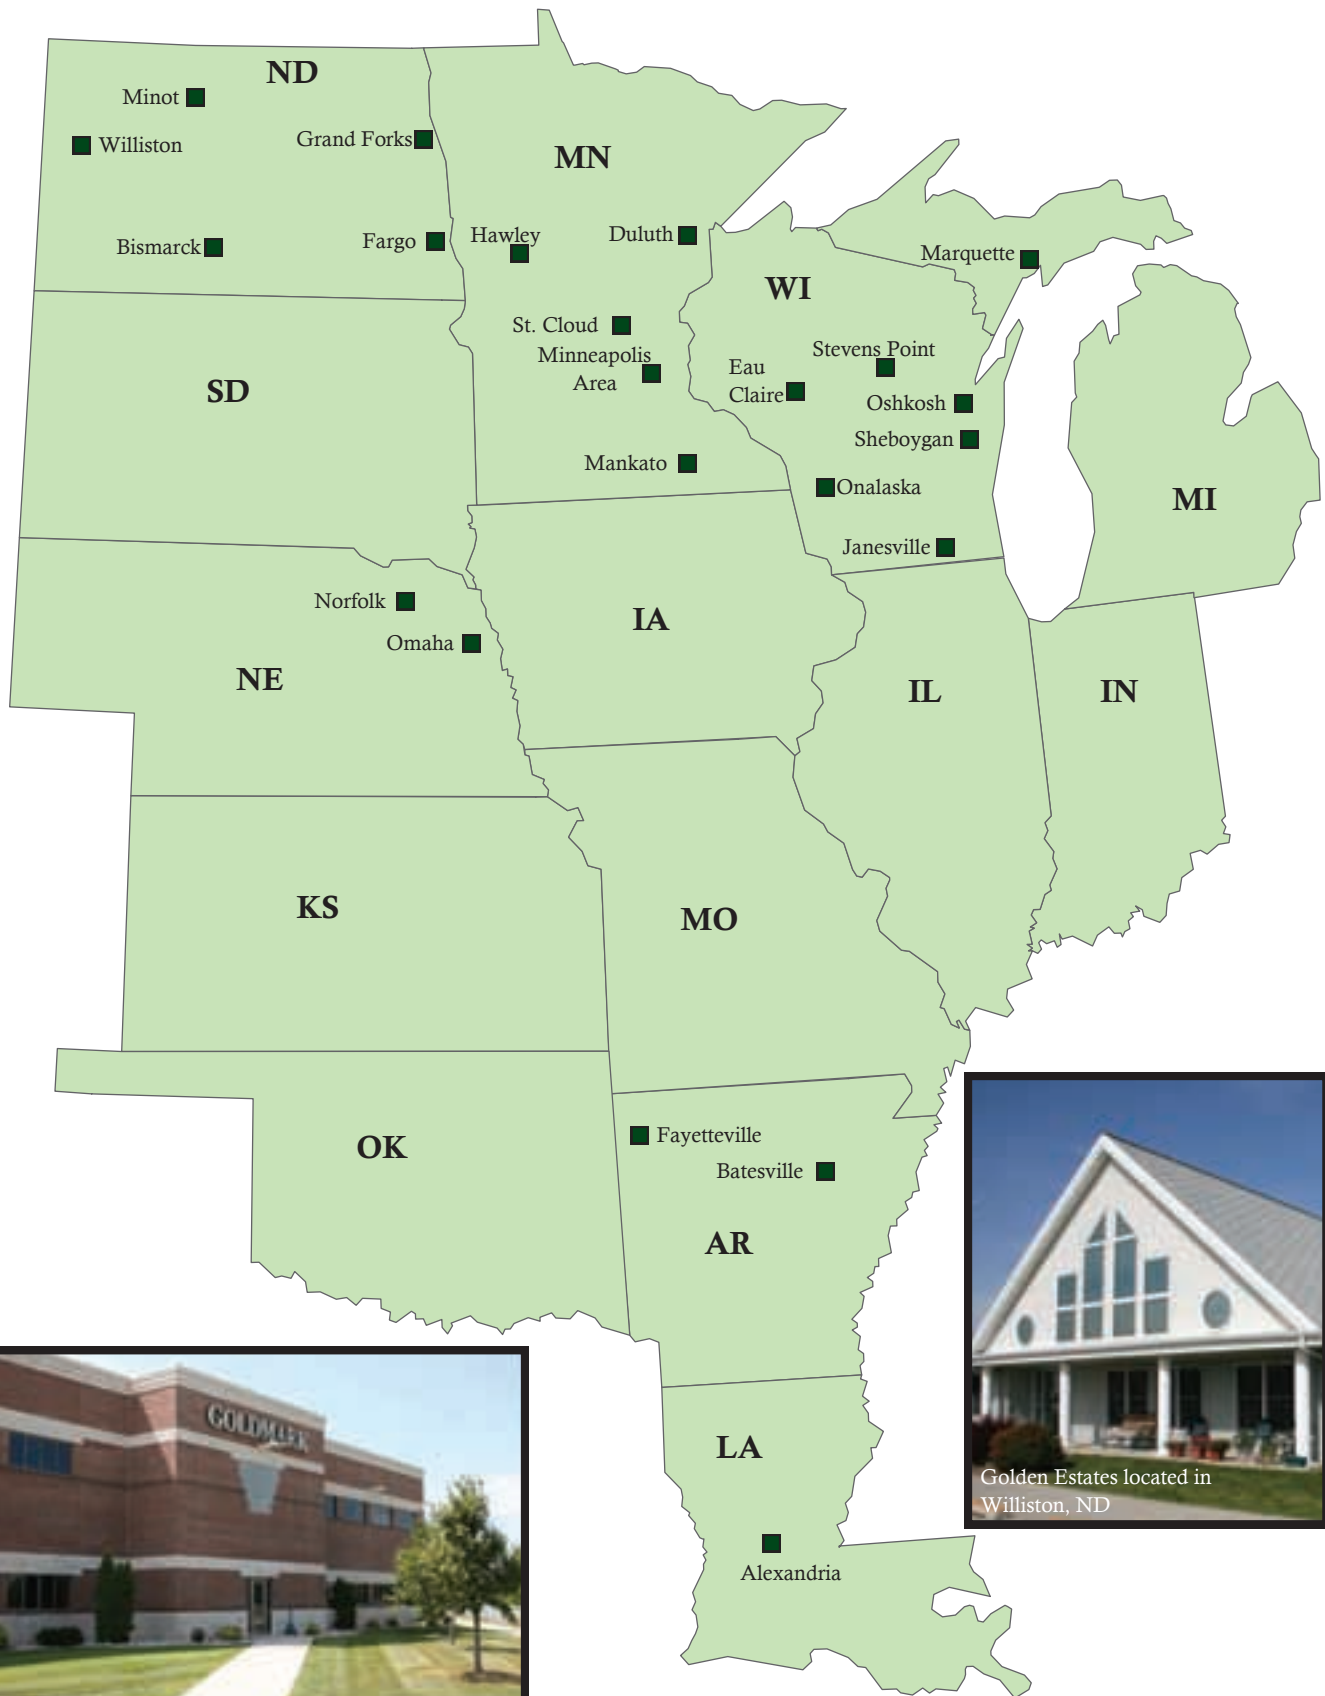 ND
Minot
Williston
Grand Forks
MN
Bismarck
Fargo
Hawley
Duluth
Marquette
WI
St. Cloud
Minneapolis
Area
Stevens Point
Eau
Claire
SD
Oshkosh
Sheboygan
Mankato
Onalaska
MI
Janesville
Norfolk
Omaha
IA
NE
IL
IN
KS
MO
OK
Fayetteville
Batesville
AR
GOLDMARK
LA
Golden Estates located in
Williston, ND
Alexandria